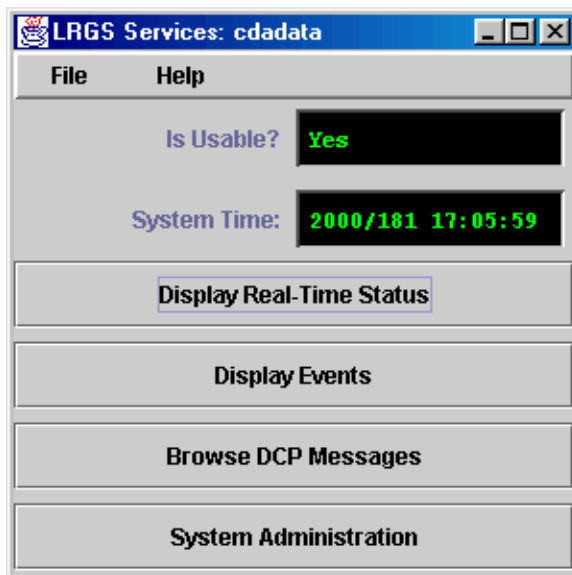 LRGS Services: cdadata
File Help
Is Usable? Yes
System Time: 2000/181 17:05:59
Display Real-Time Status
Display Events
Browse DCP Messages
System Administration